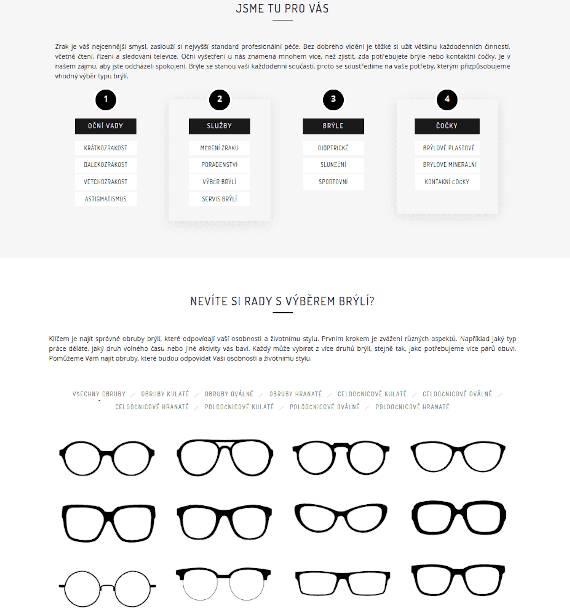 JSME TU PRO VÁS
Zrak je váš nejcennější smysl, zaslouží si nejvyšší standard profesionální péče. Bez dobrého vidění je těžké si užít většinu každodenních činností,
včetně čtení, řízení a sledování televize. Oční vyšetření u nás znamená mnohem více, než zjistit, zda potřebujete brýle nebo kontaktní čočky. Je v
našem zájmu, aby jste odcházeli spokojeni. Brýle se stanou vaší každodenní součástí, proto se soustředíme na vaše potřeby, kterým přizpůsobujeme
vhodný výběr typu brýlí.
1
OČNÍ VADY
KRÁTKOZRAKOST
DALEKOZRAKOST
VETCHOZRAKOST
ASTIGMATISMUS
2
SLUŽBY
MĚŘENÍ ZRAKU
PORADENSTVÍ
VÝBĚR BRÝLÍ
SERVIS BRÝLÍ
3
BRÝLE
DIOPTRICKÉ
SLUNEČNÍ
SPORTOVNÍ
4
ČOČKY
BRÝLOVÉ PLASTOVÉ
BRÝLOVÉ MINERÁLNÍ
KONTAKNÍ ČOČKY
NEVÍTE SI RADY S VÝBĚREM BRÝLÍ?
Klíčem je najít správné obruby brýlí, které odpovídají vaší osobnosti a životnímu stylu. Prvním krokem je zvážení různých aspektů. Například jaký typ
práce děláte, jaký druh volného času nebo jiné aktivity vás baví. Každý může vybírat z více druhů brýlí, stejně tak, jako potřebujeme více párů obuvi.
Pomůžeme Vám najít obruby, které budou odpovídat Vaší osobnosti a životnímu stylu.
VŠECHNY OBRUBY / OBRUBY KULATÉ / OBRUBY OVÁLNÉ / OBRUBY HRANATÉ / CELOOČNICOVÉ KULATÉ / CELOOČNICOVÉ OVÁLNÉ /
CELOOČNICOVÉ HRANATÉ / POLOOČNICOVÉ KULATÉ / POLOOČNICOVÉ OVÁLNÉ / POLOOČNICOVÉ HRANATÉ